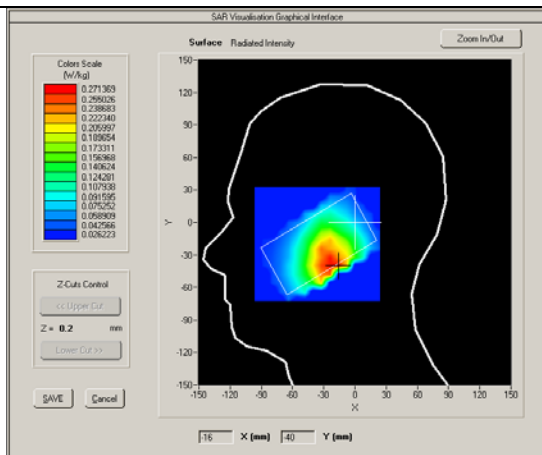 SAR Visualisation Graphical Interface
Surface Radiated Intensity
Zoom In/Out
Colors Scale
(W/kg)
0.271369
0.255026
0.238683
0.222340
0.205997
0.189654
0.173311
0.156968
0.140624
0.124281
0.107938
0.091595
0.075252
0.058909
0.042566
0.026223
Z-Cuts Control
<< Upper Cut
Z = 0.2 mm
Lower Cut >>
SAVE
Cancel
150-
120-
90-
60-
30-
0-
-30-
-60-
-90-
-120-
-150-
Y
-150 -120 -90 -60 -30 0 30 60 90 120 150
X
-16 X (mm) -40 Y (mm)